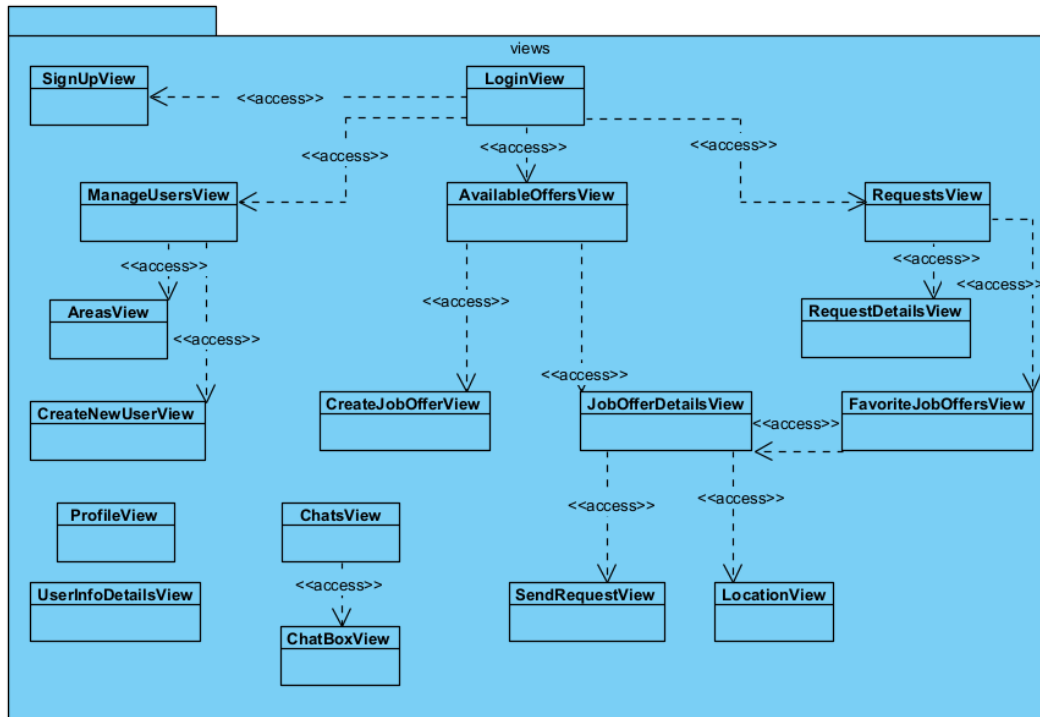 views
SignUpView
LoginView
<<access>>
<<access>>
<<access>>
<<access>>
ManageUsersView
AvailableOffersView
RequestsView
<<access>>
<<access>>
<<access>>
<<access>>
AreasView
RequestDetailsView
<<access>>
<<access>>
CreateNewUserView
CreateJobOfferView
JobOfferDetailsView
FavoriteJobOffersView
<<access>>
<<access>>
<<access>>
ProfileView
ChatsView
<<access>>
UserInfoDetailsView
SendRequestView
LocationView
ChatBoxView